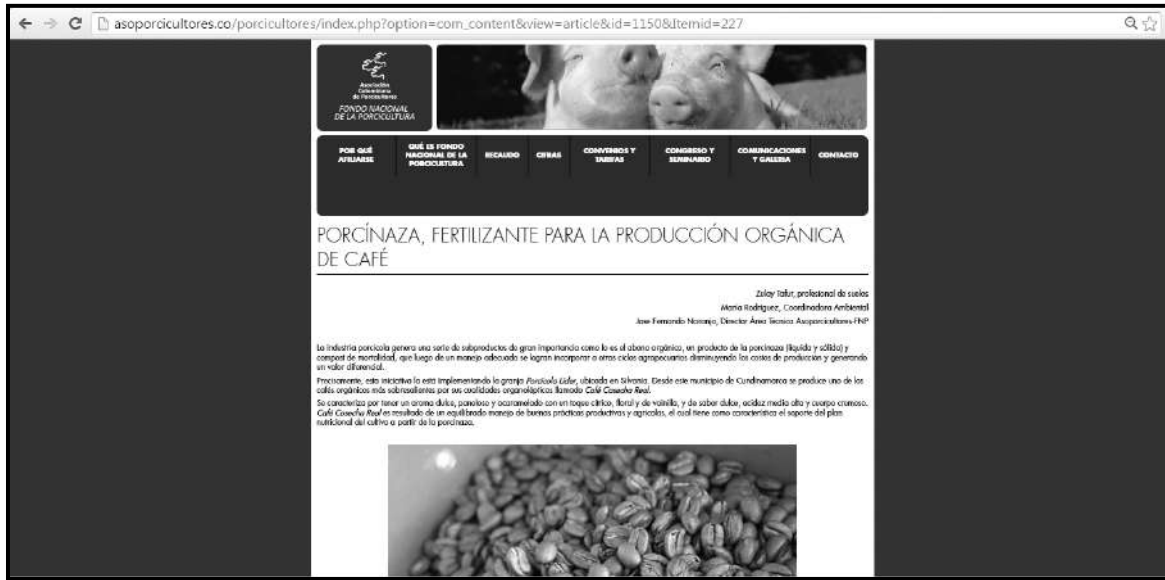 asoporcicultores.co/porcicultores/index.php?option=com_content&view=article&id=1150&Itemid=227
Asociación
Colombiana
de Porcicultores
FONDO NACIONAL
DE LA PORCICULTURA
POR QUÉ
AFILIARSE
QUÉ ES FONDO
NACIONAL DE LA
PORCICULTURA
RECAUDO
CIFRAS
CONVENIOS Y
TARIFAS
CONGRESO Y
SEMINARIO
COMUNICACIONES
Y GALERIA
CONTACTO
PORCÍNAZA, FERTILIZANTE PARA LA PRODUCCIÓN ORGÁNICA
DE CAFÉ
Zulay Tafur, profesional de suelos
María Rodríguez, Coordinadora Ambiental
Jose Fernando Naranjo, Director Área Técnica Asoporcicultores-FNP
La industria porcícola genera una serie de subproductos de gran importancia como lo es el abono orgánico, un producto de la porcinaza (líquida y sólida) y
compost de mortalidad, que luego de un manejo adecuado se logran incorporar a otros ciclos agropecuarios disminuyendo los costos de producción y generando
un valor diferencial.
Precisamente, esta iniciativa la está implementando la granja Porcícola Líder, ubicada en Silvania. Desde este municipio de Cundinamarca se produce uno de los
cafés orgánicos más sobresalientes por sus cualidades organolépticas llamado Café Cosecha Real.
Se caracteriza por tener un aroma dulce, paneloso y acaramelado con un toque cítrico, floral y de vainilla, y de sabor dulce, acidez media alta y cuerpo cremoso.
Café Cosecha Real es resultado de un equilibrado manejo de buenas prácticas productivas y agrícolas, el cual tiene como característica el soporte del plan
nutricional del cultivo a partir de la porcinaza.